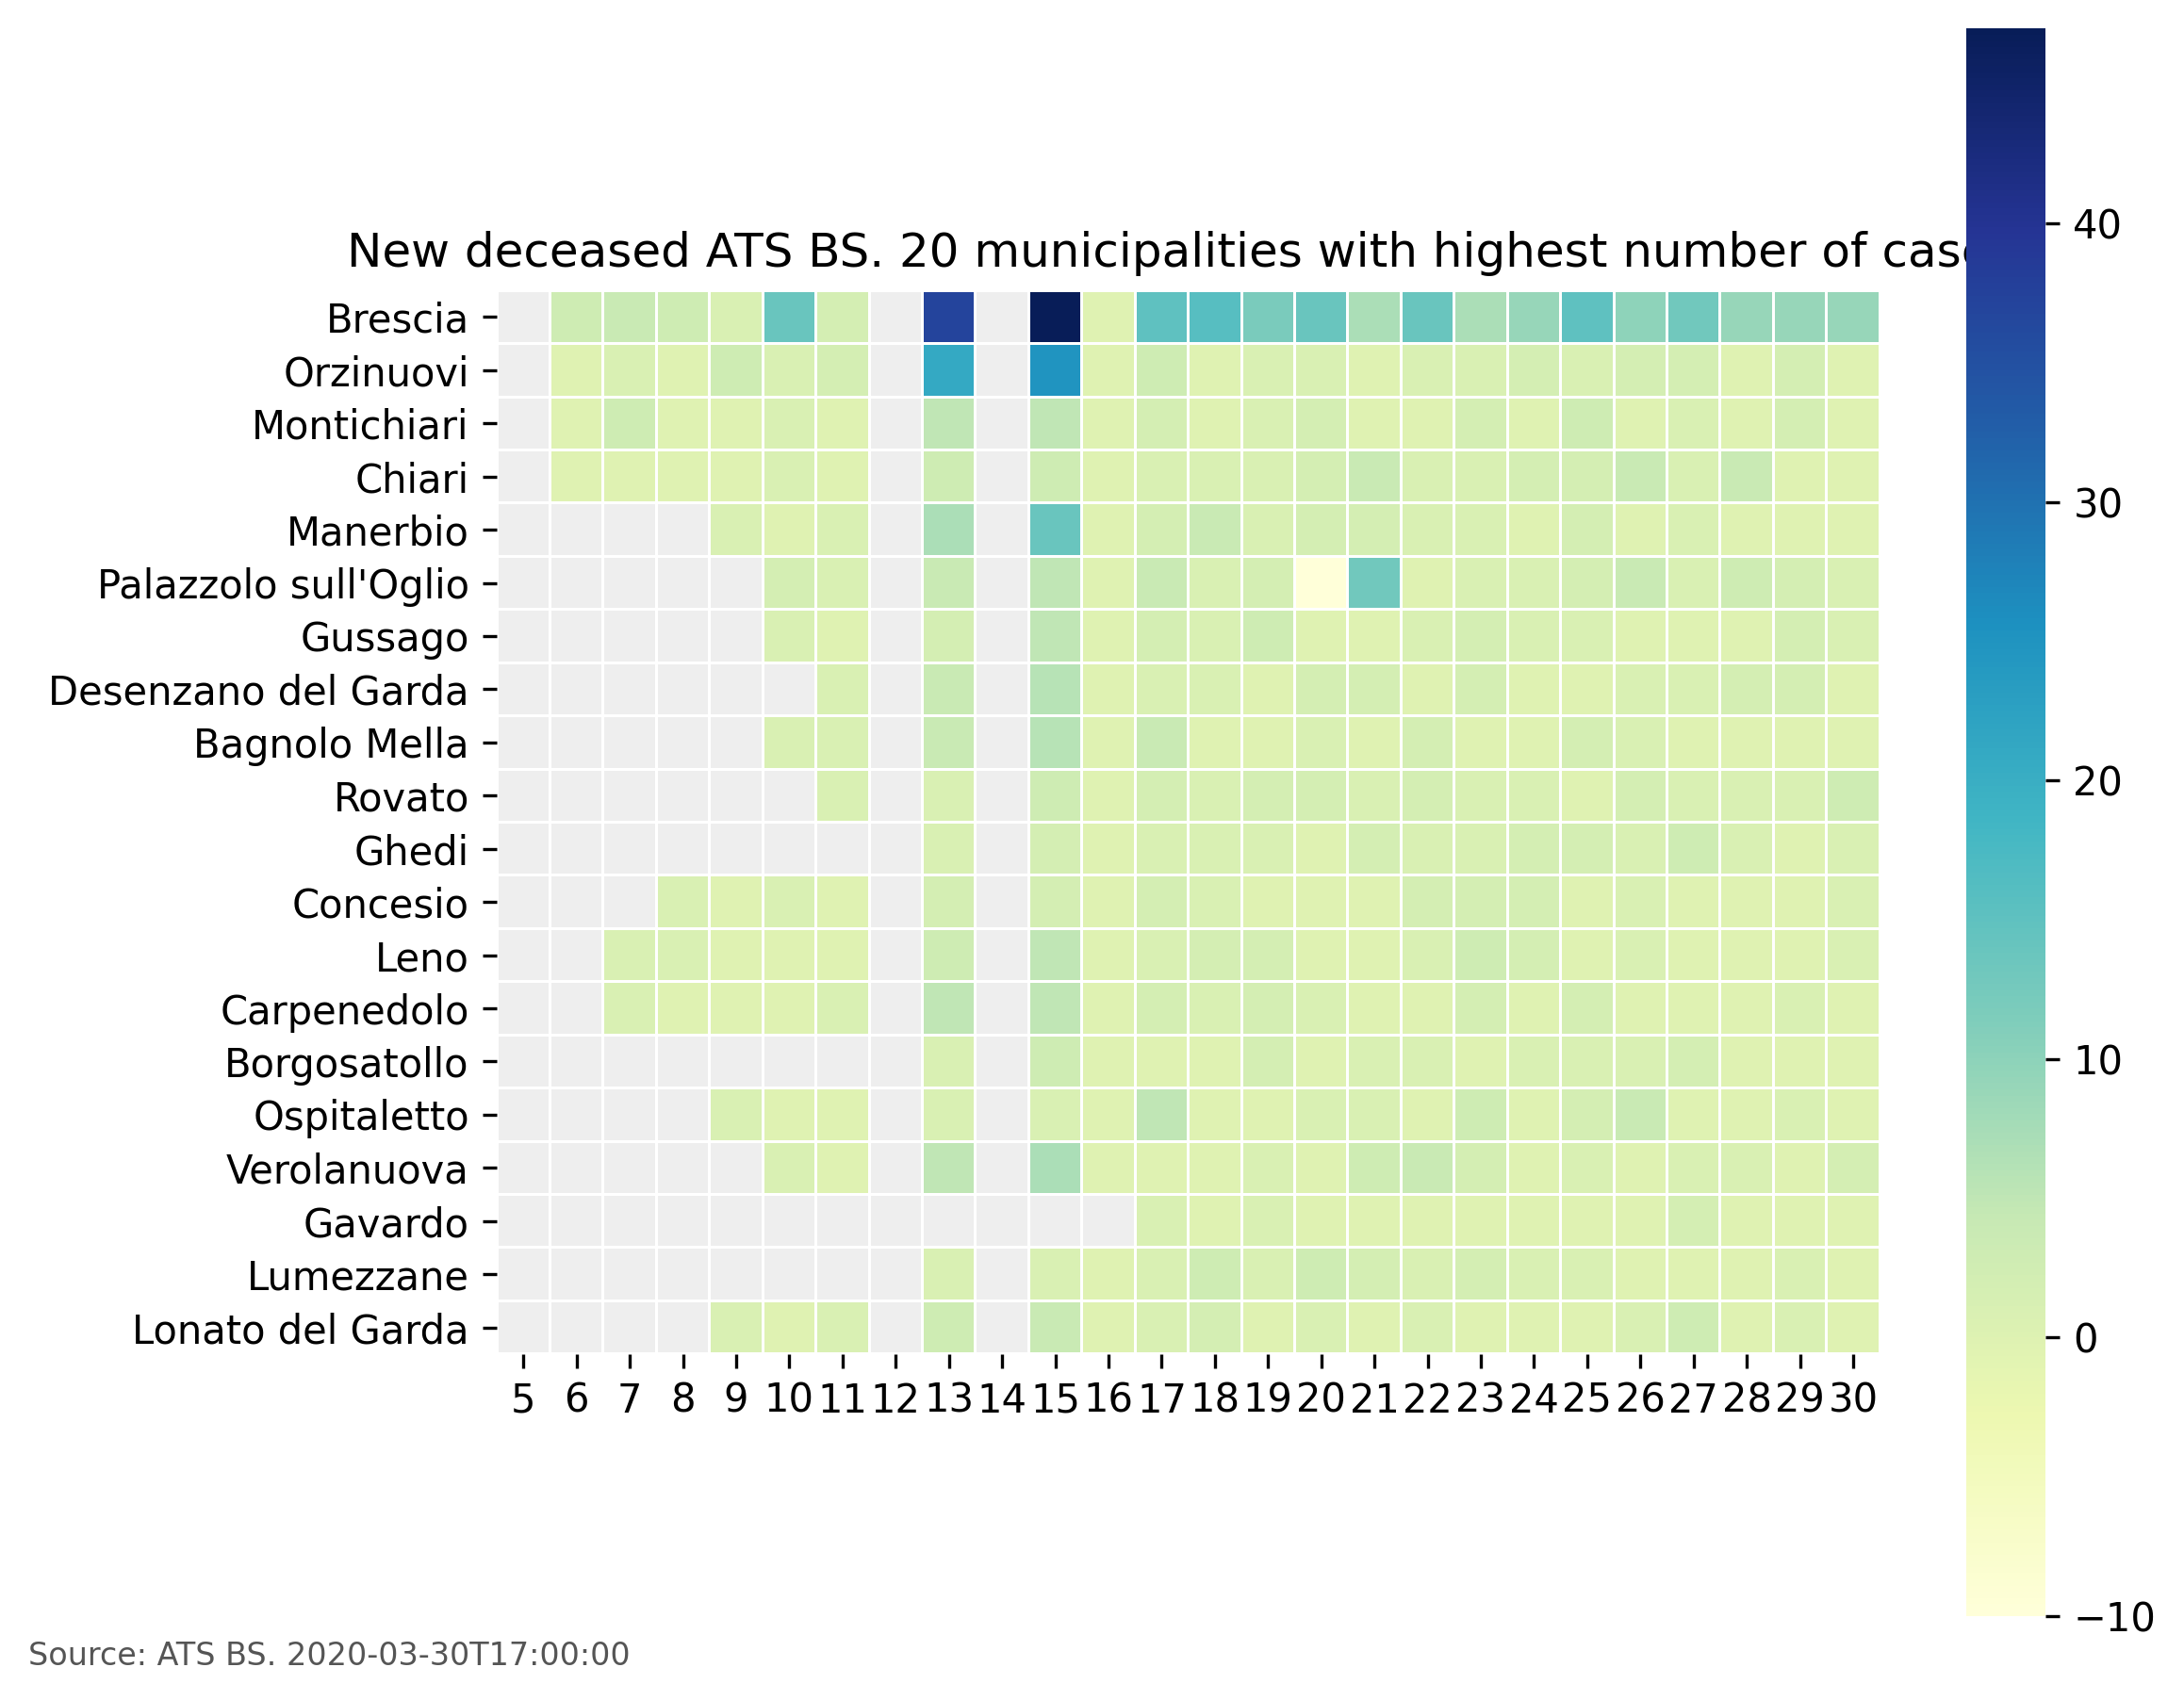 New deceased ATS BS. 20 municipalities with highest number of
Brescia
Orzinuovi
Montichiari
Chiari
Manerbio
Palazzolo sull'Oglio
Gussago
Desenzano del Garda
Bagnolo Mella
Rovato
Ghedi
Concesio
Leno
Carpenedolo
Borgosatollo
Ospitaletto
Verolanuova
Gavardo
Lumezzane
Lonato del Garda
5 6 7 8 9 10 11 12 13 14 15 16 17 18 19 20 21 22 23 24 25 26 27 28 29 30
40
30
20
10
0
−10
Source: ATS BS. 2020-03-30T17:00:00